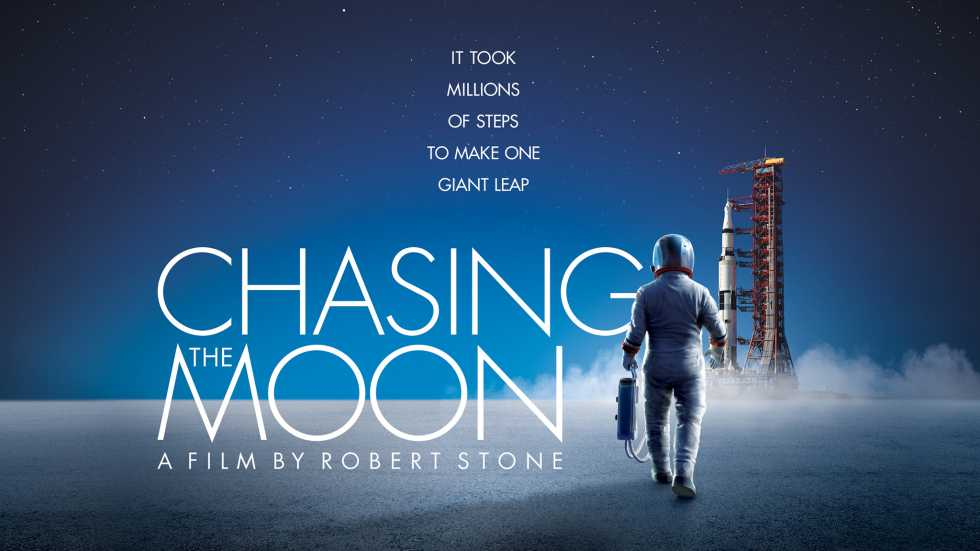 IT TOOK
MILLIONS
OF STEPS
TO MAKE ONE
GIANT LEAP
CHASING
THE
MOON
A FILM BY ROBERT STONE